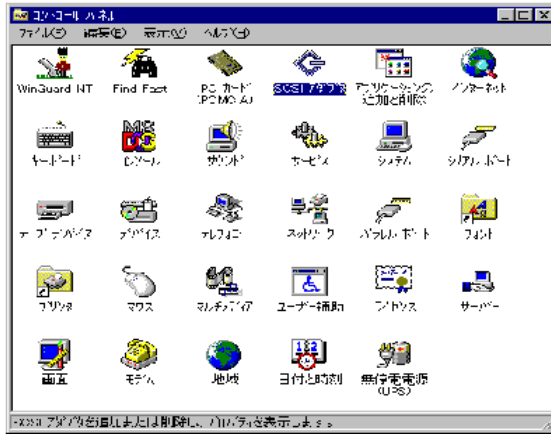 コントロール パネル
ファイル(F) 編集(E) 表示(V) ヘルプ(H)
WinGuard NT Find Fast PC カード (PCMCIA) SCSI アダプタ アプリケーションの追加と削除 インターネット
キーボード コンソール サウンド サービス システム シリアル ポート
テープ デバイス デバイス テレフォニー ネットワーク パラレル ポート フォント
プリンタ マウス マルチメディア ユーザー補助 ライセンス サーバー
画面 モデム 地域 日付と時刻 無停電電源 (UPS)
SCSI アダプタを追加または削除し、プロパティを表示します。